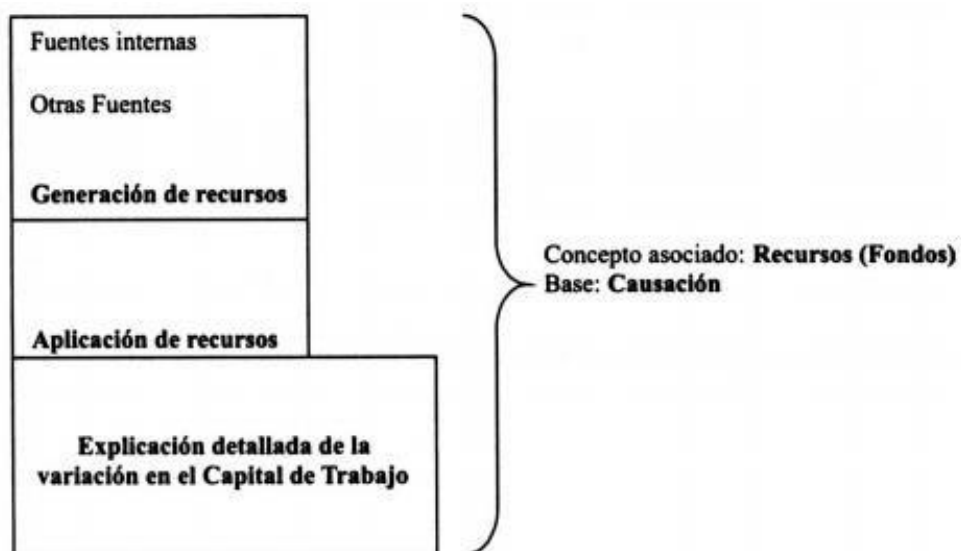 Fuentes internas
Otras Fuentes
Generación de recursos
Aplicación de recursos
Explicación detallada de la
variación en el Capital de Trabajo
Concepto asociado: Recursos (Fondos)
Base: Causación